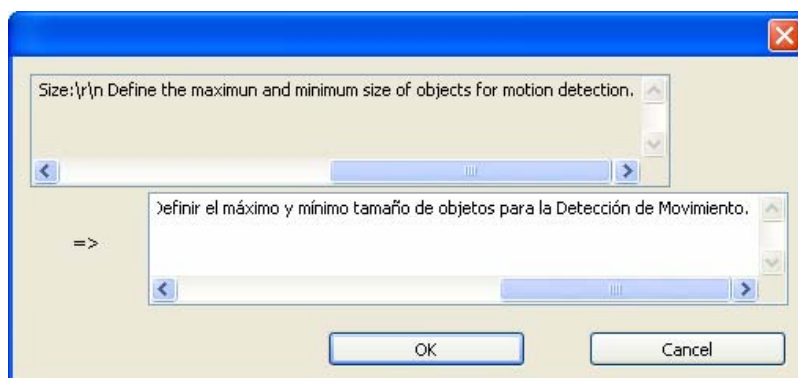 Size:\r\n Define the maximun and minimum size of objects for motion detection.
Definir el máximo y mínimo tamaño de objetos para la Detección de Movimiento.
=>
OK
Cancel